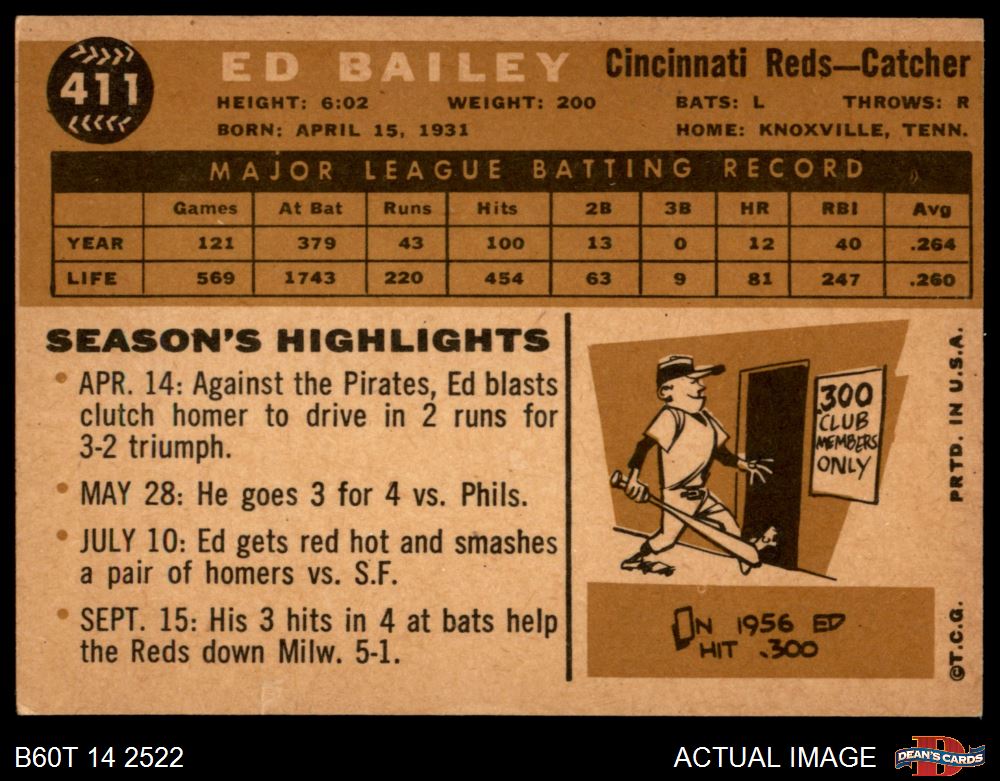 411
ED BAILEY Cincinnati Reds—Catcher
HEIGHT: 6:02 WEIGHT: 200 BATS: L THROWS: R
BORN: APRIL 15, 1931 HOME: KNOXVILLE, TENN.
MAJOR LEAGUE BATTING RECORD
Games At Bat Runs Hits 2B 3B HR RBI Avg
YEAR 121 379 43 100 13 0 12 40 .264
LIFE 569 1743 220 454 63 9 81 247 .260
SEASON'S HIGHLIGHTS
• APR. 14: Against the Pirates, Ed blasts
clutch homer to drive in 2 runs for
3-2 triumph.
• MAY 28: He goes 3 for 4 vs. Phils.
• JULY 10: Ed gets red hot and smashes
a pair of homers vs. S.F.
• SEPT. 15: His 3 hits in 4 at bats help
the Reds down Milw. 5-1.
.300
CLUB
MEMBERS
ONLY
IN 1956 ED
HIT .300
PRTD. IN U.S.A.
©T.C.G.
B60T 14 2522
ACTUAL IMAGE
D
DEAN'S CARDS